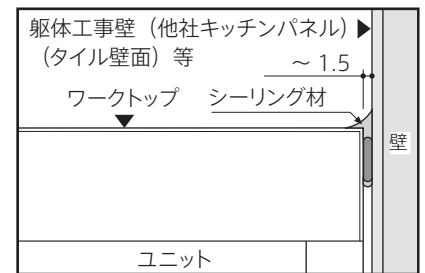 躯体工事壁（他社キッチンパネル）▶
（タイル壁面）等
～ 1.5
ワークトップ
シーリング材
▼
壁
ユニット